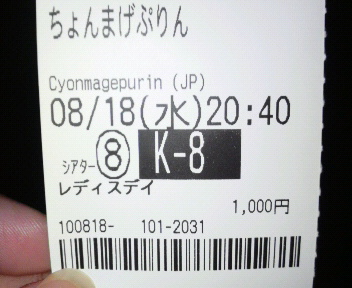 ちょんまげぷりん
Cyonmagepurin (JP)
08/18(水)20:40
シアター ⑧ K-8
レディスデイ
1,000円
100818- 101-2031